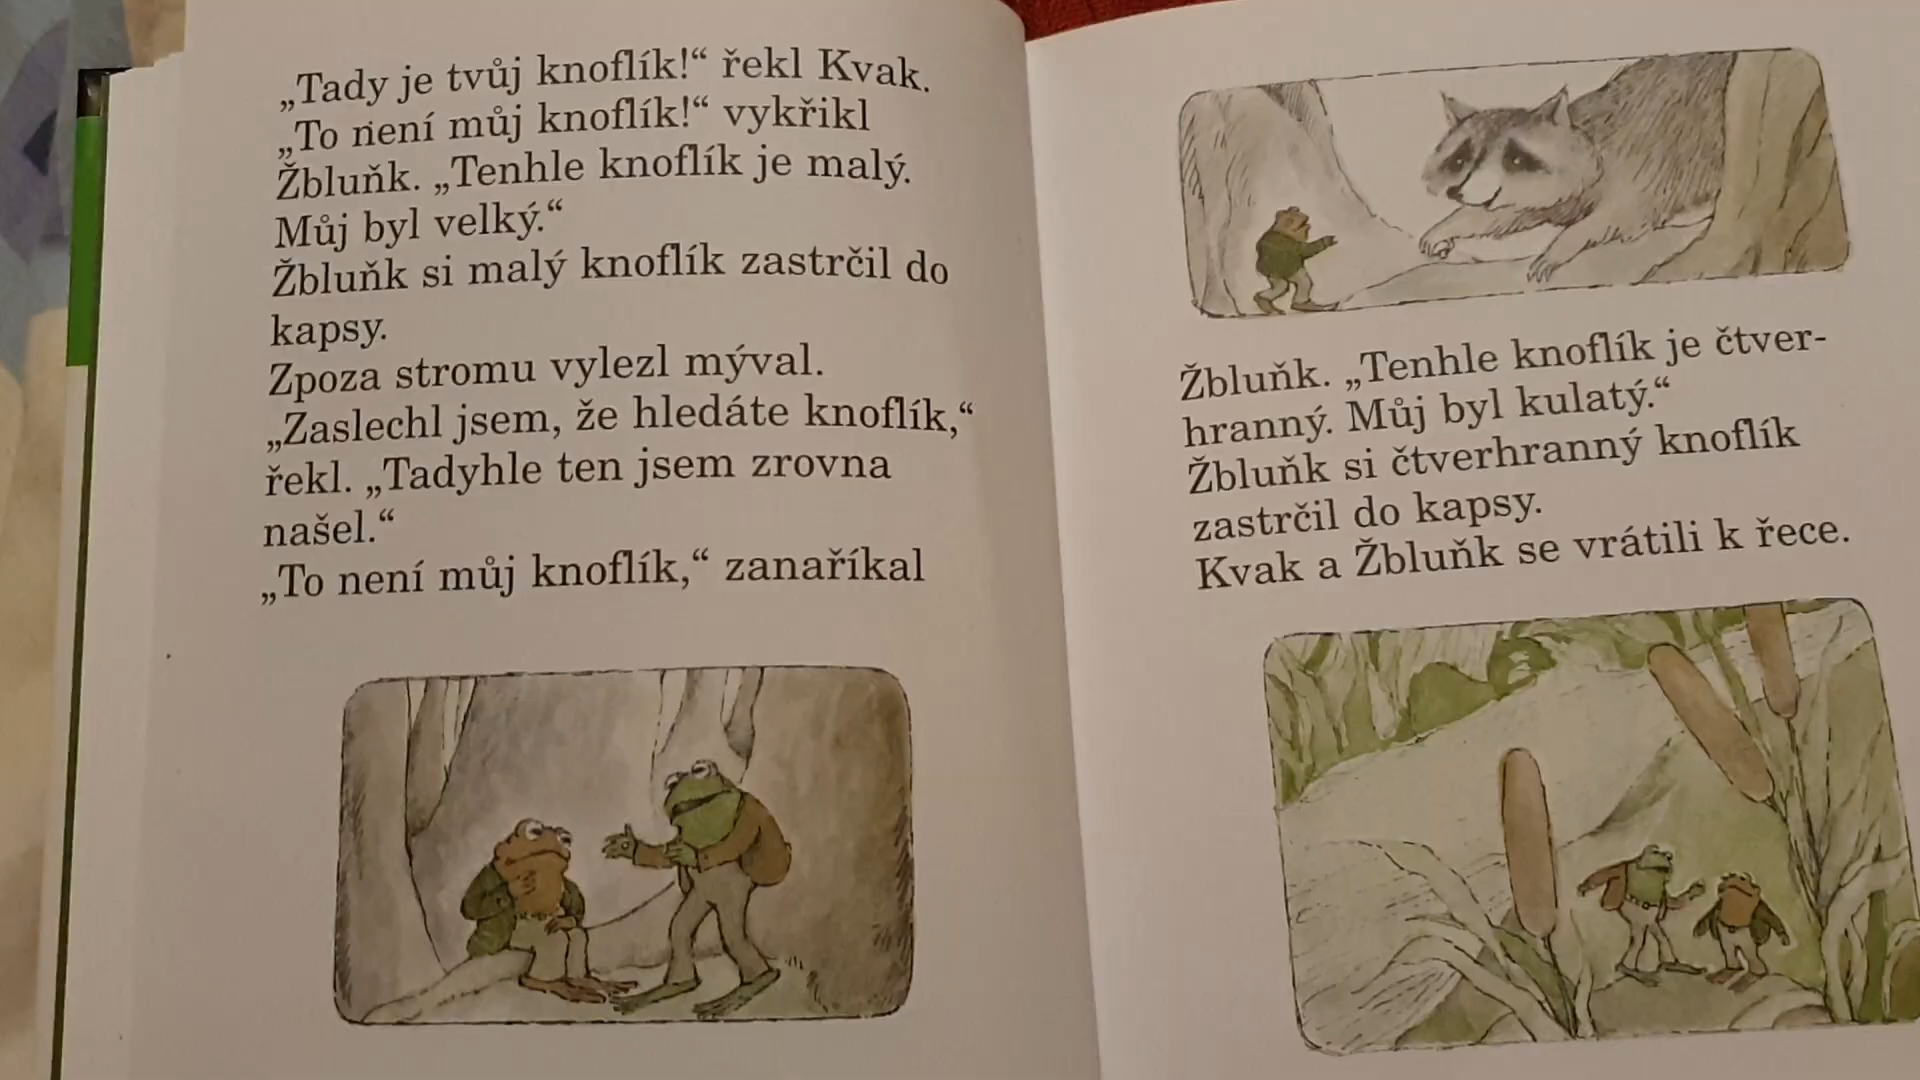 „Tady je tvůj knoflík!“ řekl Kvak.
„To není můj knoflík!“ vykřikl
Žbluňk. „Tenhle knoflík je malý.
Můj byl velký.“
Žbluňk si malý knoflík zastrčil do
kapsy.
Zpoza stromu vylezl mýval.
„Zaslechl jsem, že hledáte knoflík,“
řekl. „Tadyhle ten jsem zrovna
našel.“
„To není můj knoflík,“ zanaříkal
Žbluňk. „Tenhle knoflík je čtver-
hranný. Můj byl kulatý.“
Žbluňk si čtverhranný knoflík
zastrčil do kapsy.
Kvak a Žbluňk se vrátili k řece.